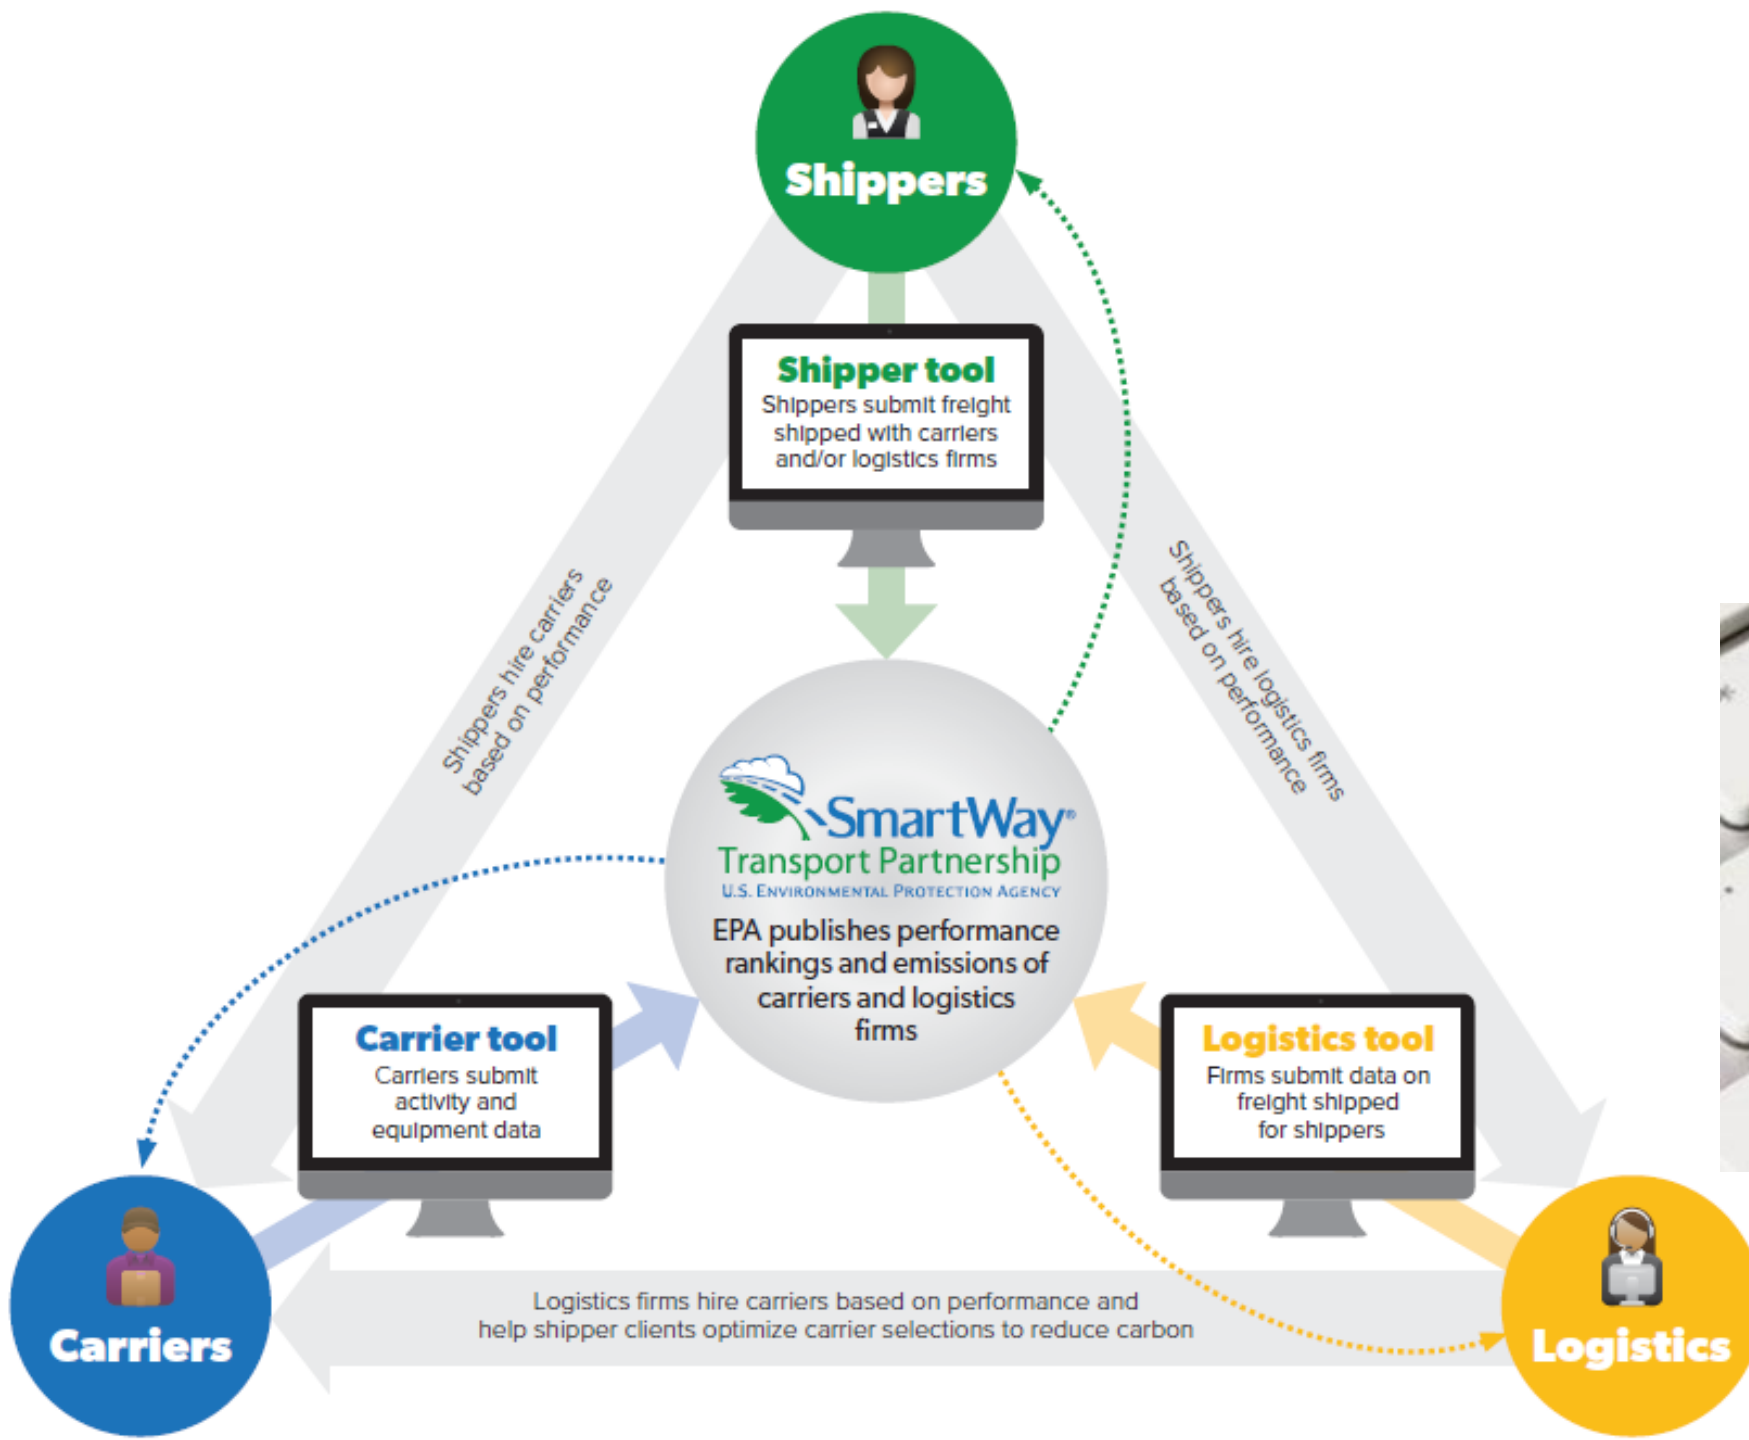 Shippers
Shipper tool
Shippers submit freight
shipped with carriers
and/or logistics firms
Shippers hire carriers
based on performance
Shippers hire logistics firms
based on performance
SmartWay®
Transport Partnership
U.S. ENVIRONMENTAL PROTECTION AGENCY
EPA publishes performance
rankings and emissions of
carriers and logistics
firms
Carrier tool
Carriers submit
activity and
equipment data
Logistics tool
Firms submit data on
freight shipped
for shippers
Carriers
Logistics firms hire carriers based on performance and
help shipper clients optimize carrier selections to reduce carbon
Logistics